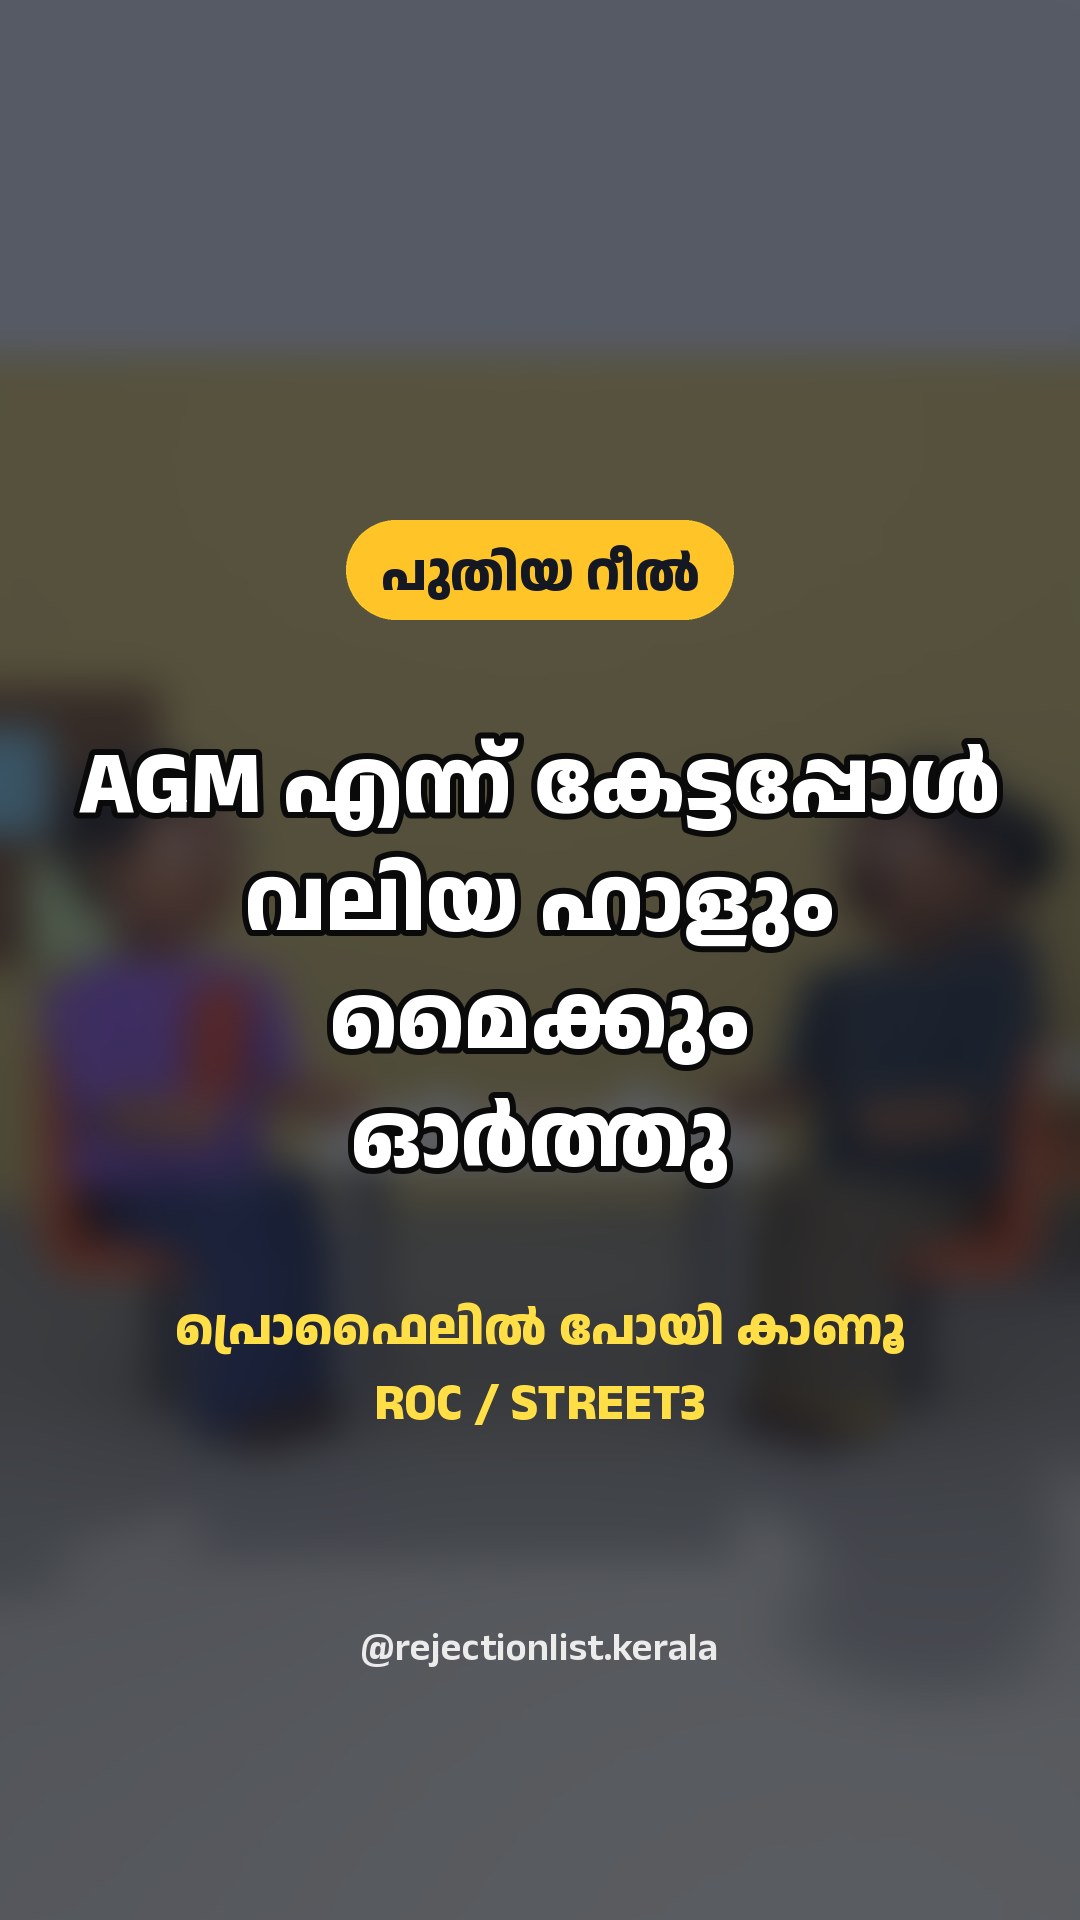 പുതിയ റീൽ
AGM എന്ന് കേട്ടപ്പോൾ
വലിയ ഹാളും
മൈക്കും
ഓർത്തു
പ്രൊഫൈലിൽ പോയി കാണൂ
ROC / STREET3
@rejectionlist.kerala